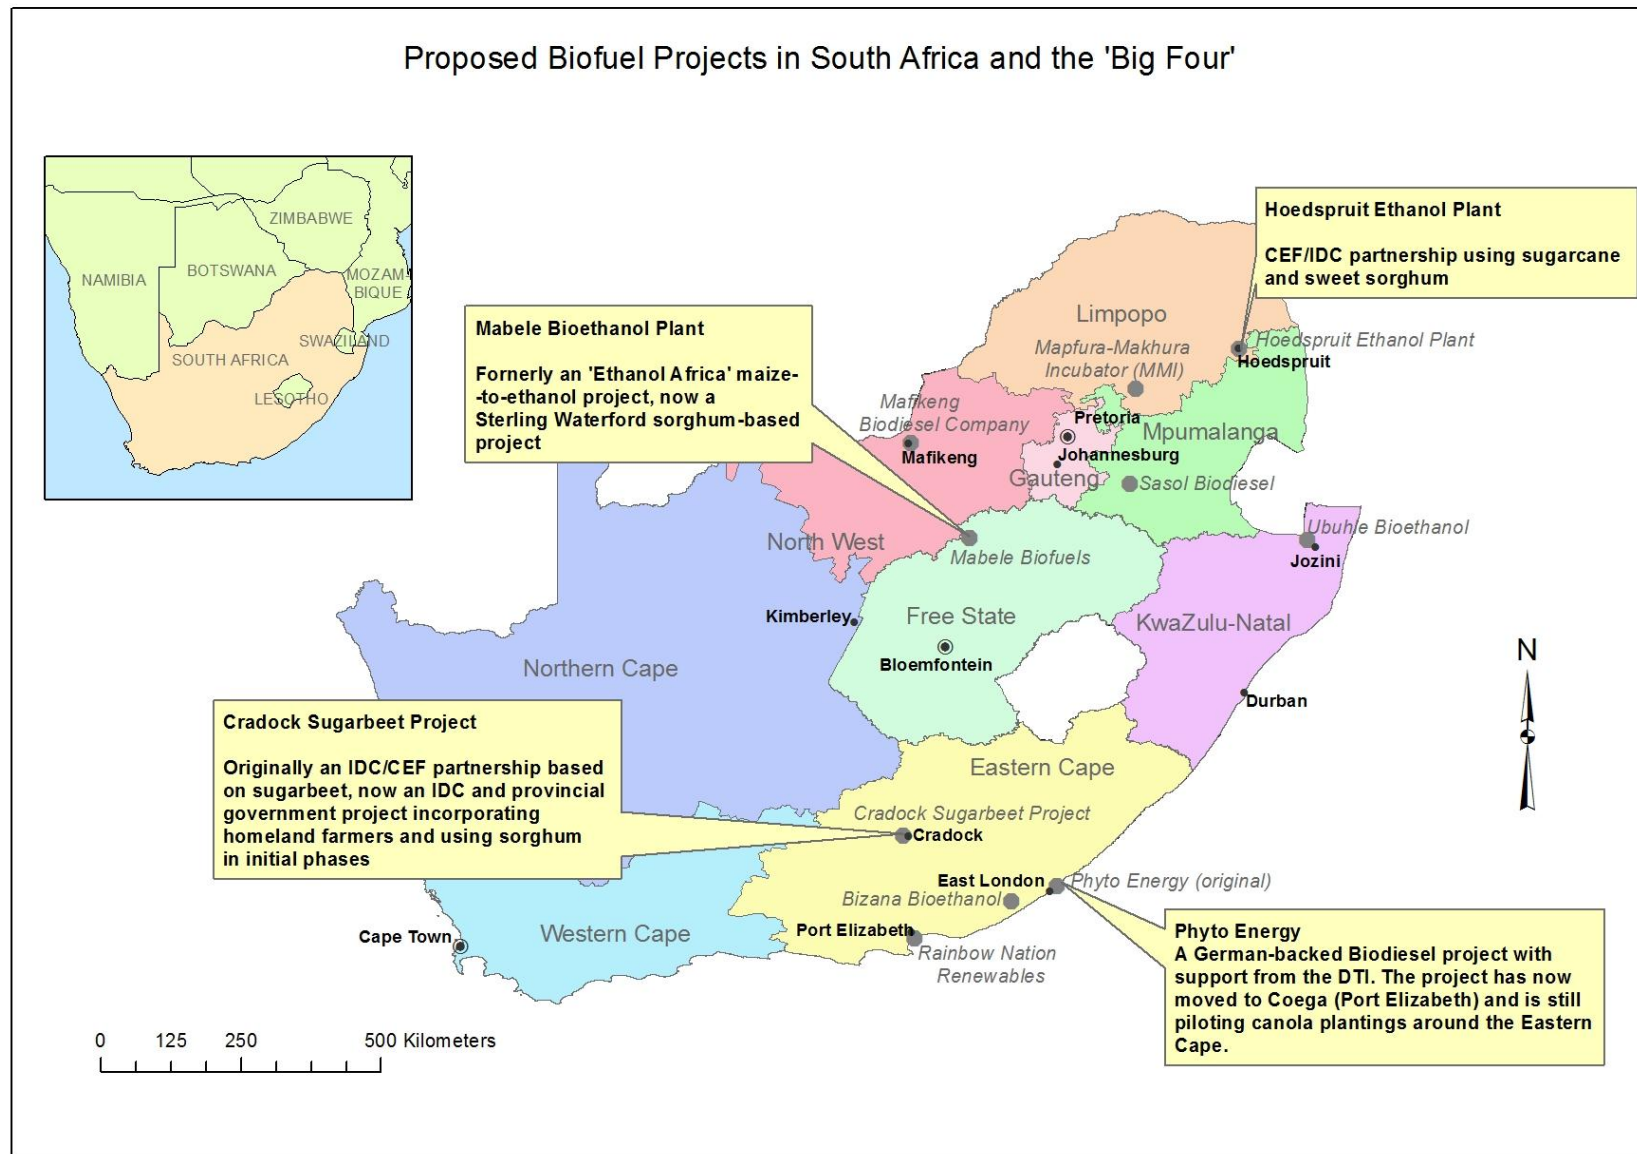 Proposed Biofuel Projects in South Africa and the 'Big Four'
ZIMBABWE
NAMIBIA
BOTSWANA
MOZAM-
BIQUE
SWAZILAND
SOUTH AFRICA
LESOTHO
Hoedspruit Ethanol Plant
CEF/IDC partnership using sugarcane
and sweet sorghum
Mabele Bioethanol Plant
Fornerly an 'Ethanol Africa' maize-
-to-ethanol project, now a
Sterling Waterford sorghum-based
project
Limpopo
Mapfura-Makhura
Incubator (MMI)
Hoedspruit Ethanol Plant
Hoedspruit
Mafikeng
Biodiesel Company
Mafikeng
Pretoria
Mpumalanga
Johannesburg
Gauteng
Sasol Biodiesel
Ubuhle Bioethanol
Jozini
North West
Mabele Biofuels
Kimberley
Free State
KwaZulu-Natal
Bloemfontein
Northern Cape
Durban
N
Cradock Sugarbeet Project
Originally an IDC/CEF partnership based
on sugarbeet, now an IDC and provincial
government project incorporating
homeland farmers and using sorghum
in initial phases
Eastern Cape
Cradock Sugarbeet Project
Cradock
East London
Phyto Energy (original)
Bizana Bioethanol
Port Elizabeth
Rainbow Nation
Renewables
Western Cape
Cape Town
Phyto Energy
A German-backed Biodiesel project with
support from the DTI. The project has now
moved to Coega (Port Elizabeth) and is still
piloting canola plantings around the Eastern
Cape.
0 125 250 500 Kilometers